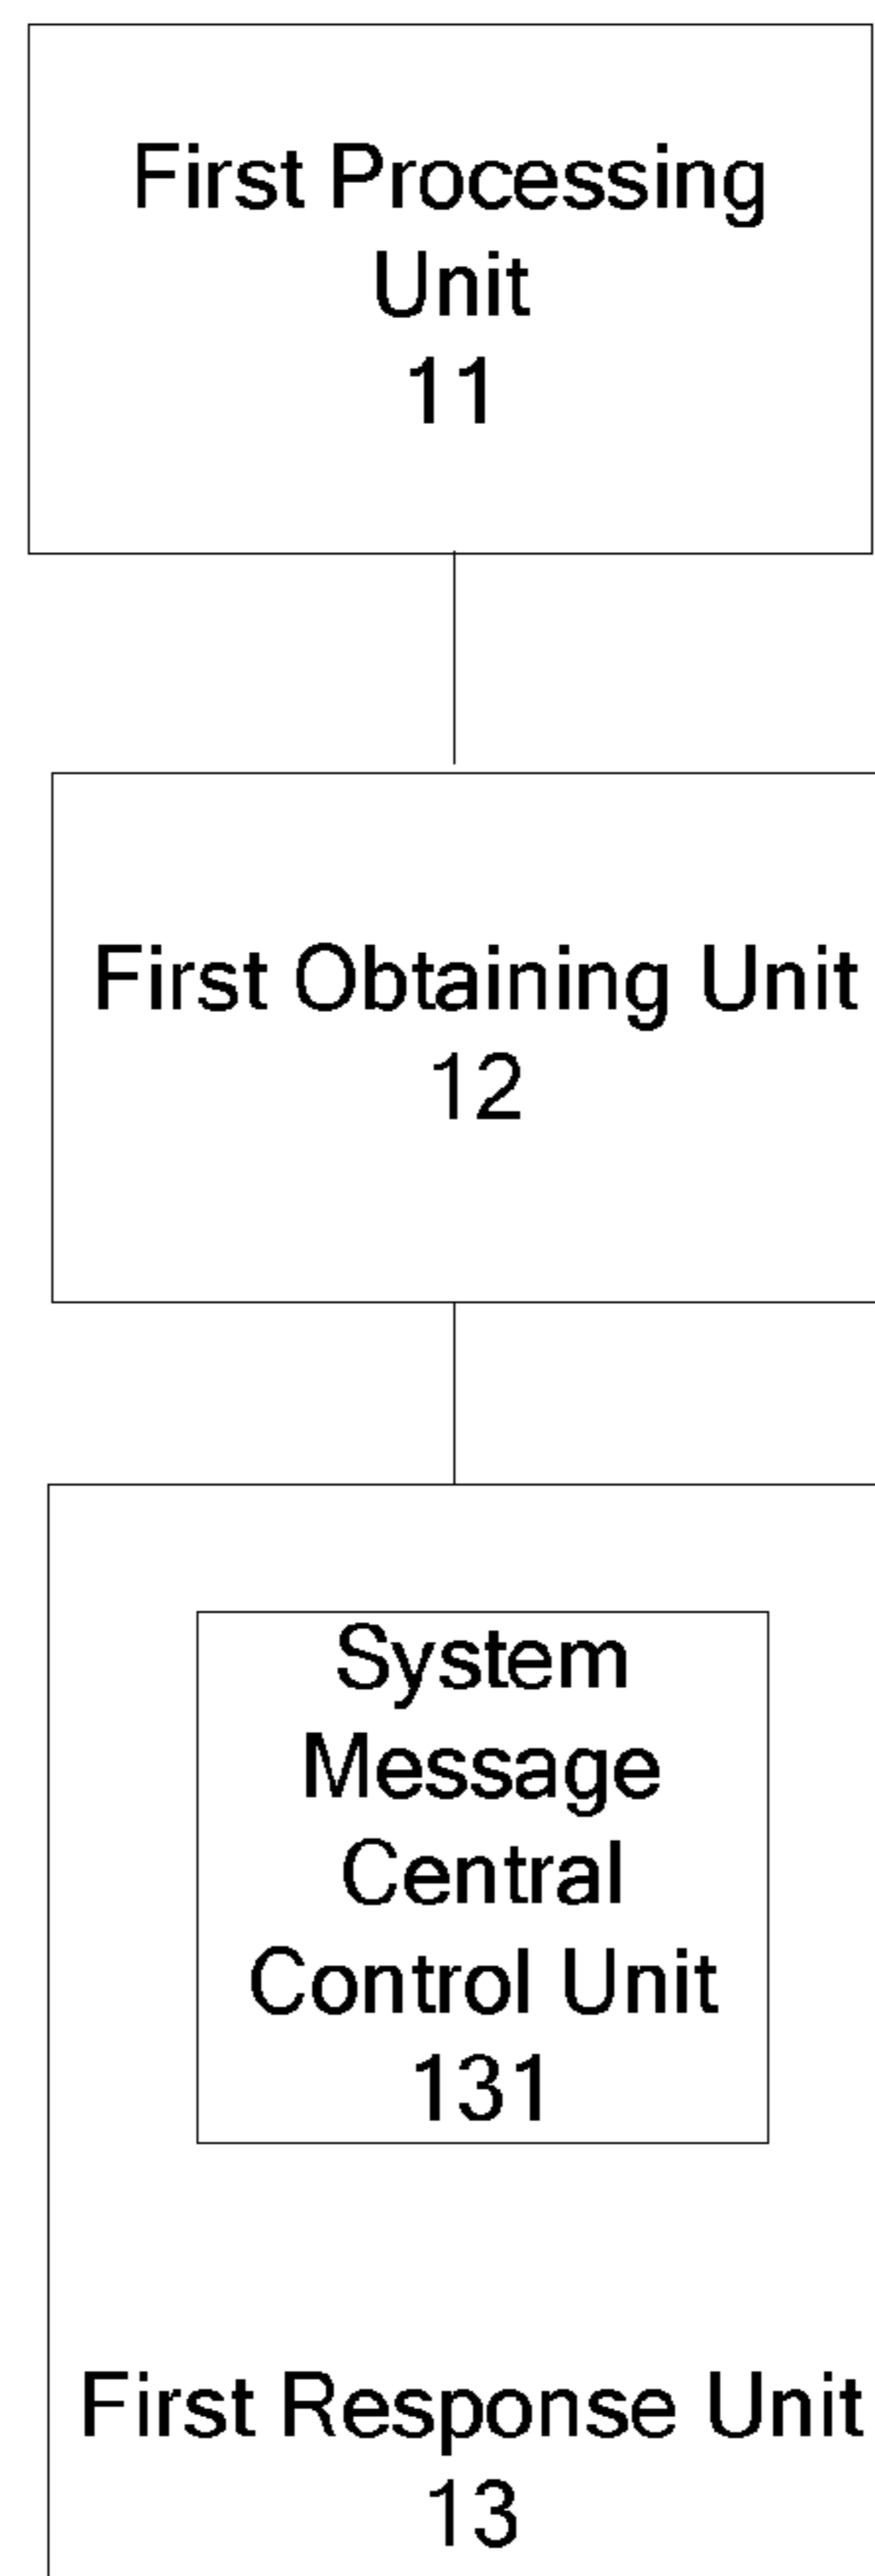 First Processing
Unit
11
First Obtaining Unit
12
System
Message
Central
Control Unit
131
First Response Unit
13